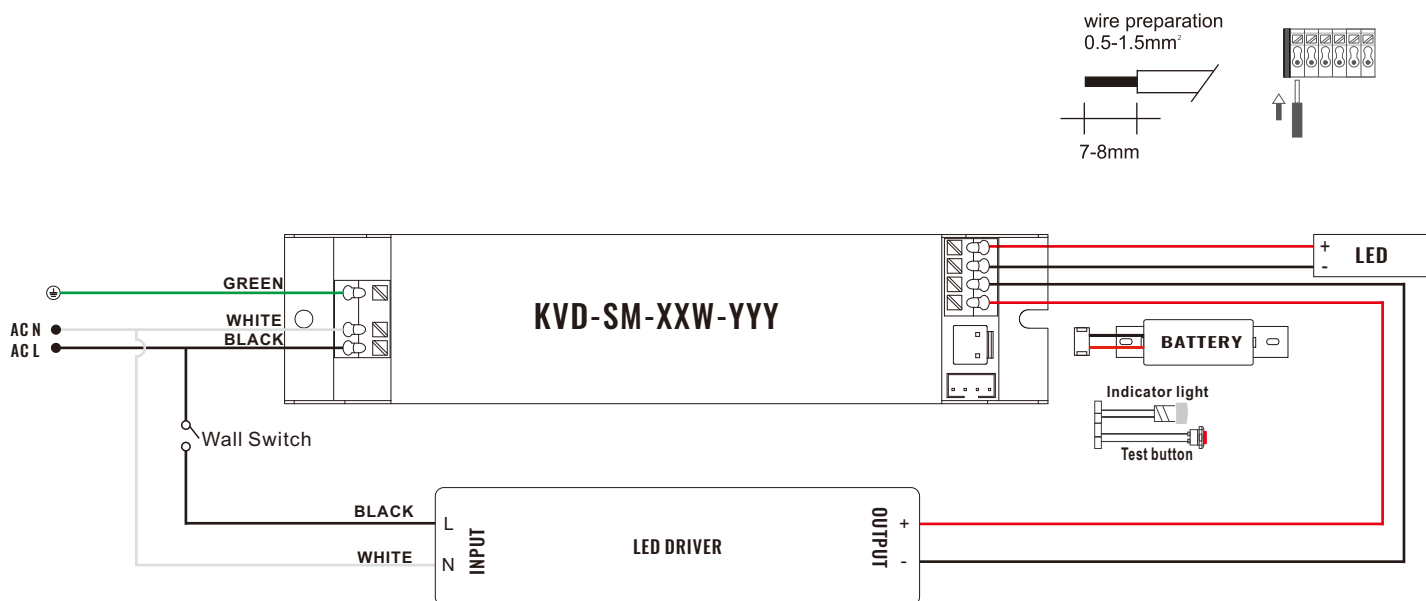 wire preparation
0.5-1.5mm²
7-8mm
GREEN
WHITE
BLACK
AC N
AC L
KVD-SM-XXW-YYY
+
-
LED
BATTERY
Indicator light
Test button
Wall Switch
BLACK
WHITE
L
N
INPUT
LED DRIVER
OUTPUT
+
-